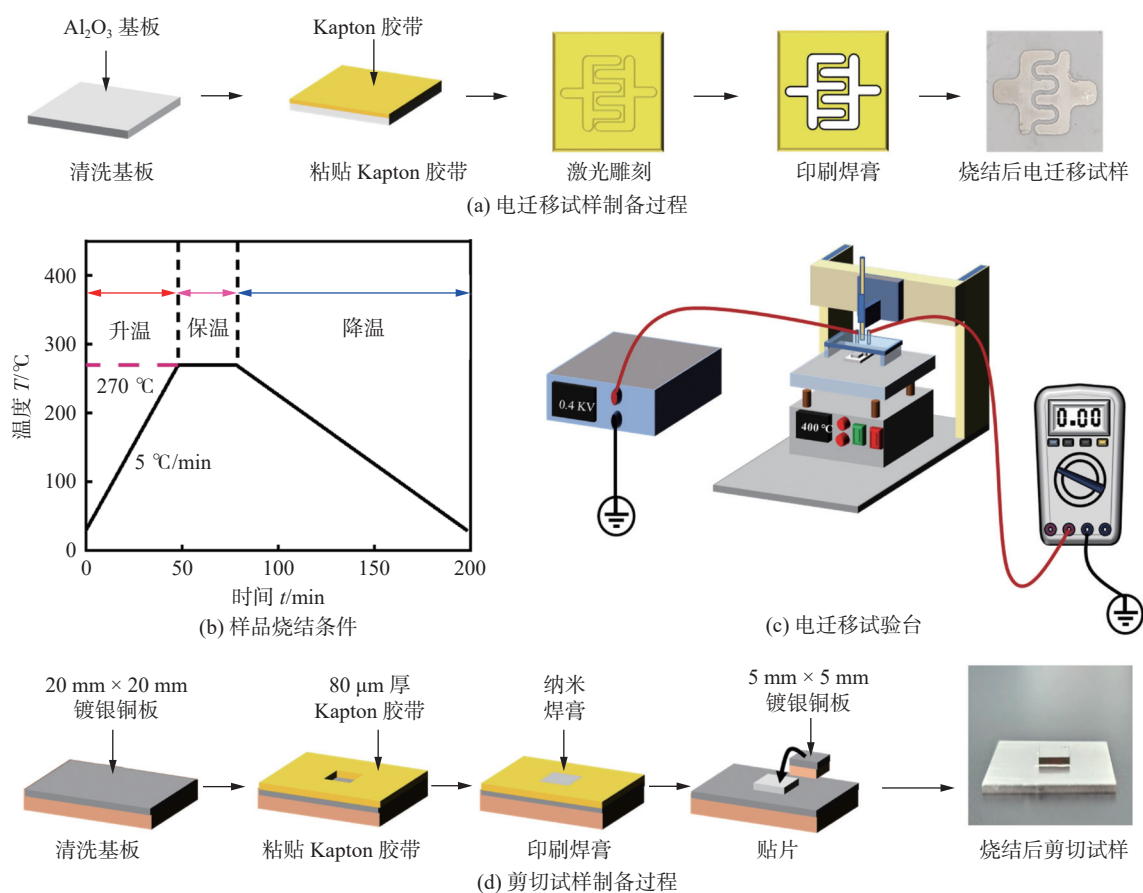 Al₂O₃ 基板
Kapton 胶带
清洗基板
粘贴 Kapton 胶带
激光雕刻
印刷焊膏
烧结后电迁移试样
(a) 电迁移试样制备过程
400
300
200
100
0
温度 T/℃
升温
保温
降温
270 ℃
5 ℃/min
0
50
100
150
200
时间 t/min
(b) 样品烧结条件
0.4 KV
400℃
0.00
(c) 电迁移试验台
20 mm × 20 mm
镀银铜板
80 μm 厚
Kapton 胶带
纳米
焊膏
5 mm × 5 mm
镀银铜板
清洗基板
粘贴 Kapton 胶带
印刷焊膏
贴片
烧结后剪切试样
(d) 剪切试样制备过程